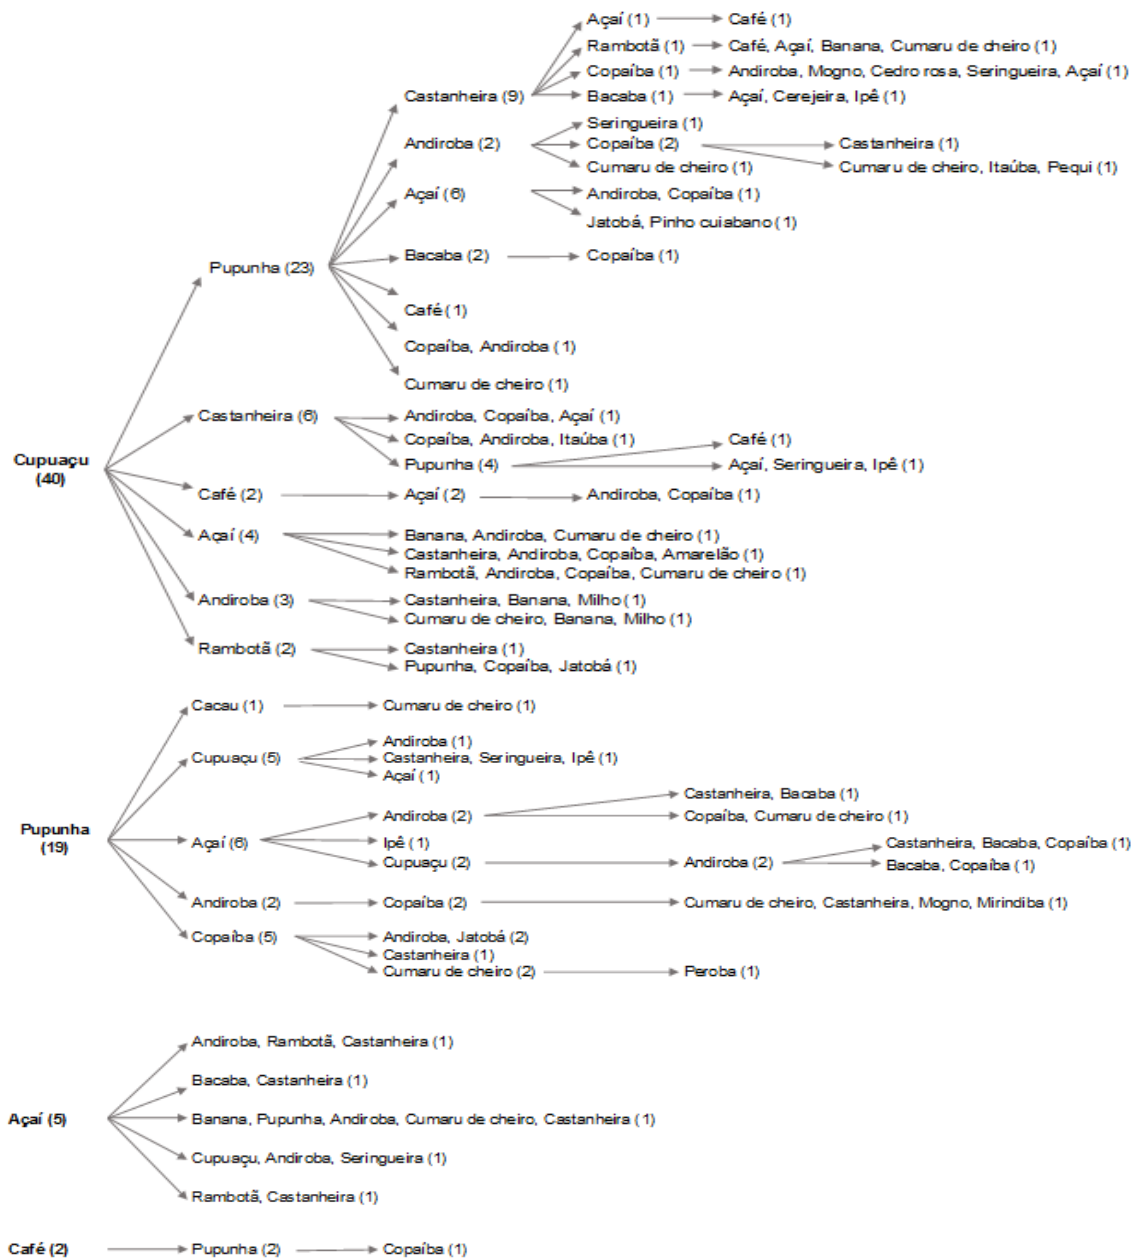 Açaí (1) Café (1)
Rambotã (1) Café, Açaí, Banana, Cumaru de cheiro (1)
Copaíba (1) Andiroba, Mogno, Cedro rosa, Seringueira, Açaí (1)
Castanheira (9) Bacaba (1) Açaí, Cerejeira, Ipê (1)
Seringueira (1)
Andiroba (2) Copaíba (2) Castanheira (1)
Cumaru de cheiro (1) Cumaru de cheiro, Itaúba, Pequi (1)
Açaí (6) Andiroba, Copaíba (1)
Jatobá, Pinho cuiabano (1)
Bacaba (2) Copaíba (1)
Pupunha (23)
Café (1)
Copaíba, Andiroba (1)
Cumaru de cheiro (1)
Castanheira (6) Andiroba, Copaíba, Açaí (1)
Copaíba, Andiroba, Itaúba (1) Café (1)
Cupuaçu
(40)
Pupunha (4) Açaí, Seringueira, Ipê (1)
Café (2) Açaí (2) Andiroba, Copaíba (1)
Açaí (4) Banana, Andiroba, Cumaru de cheiro (1)
Castanheira, Andiroba, Copaíba, Amarelão (1)
Rambotã, Andiroba, Copaíba, Cumaru de cheiro (1)
Andiroba (3) Castanheira, Banana, Milho (1)
Cumaru de cheiro, Banana, Milho (1)
Rambotã (2) Castanheira (1)
Pupunha, Copaíba, Jatobá (1)
Cacau (1) Cumaru de cheiro (1)
Andiroba (1)
Cupuaçu (5) Castanheira, Seringueira, Ipê (1)
Açaí (1)
Castanheira, Bacaba (1)
Andiroba (2) Copaíba, Cumaru de cheiro (1)
Pupunha
(19)
Açaí (6) Ipê (1) Castanheira, Bacaba, Copaíba (1)
Cupuaçu (2) Andiroba (2) Bacaba, Copaíba (1)
Andiroba (2) Copaíba (2) Cumaru de cheiro, Castanheira, Mogno, Mirindiba (1)
Copaíba (5) Andiroba, Jatobá (2)
Castanheira (1)
Cumaru de cheiro (2) Peroba (1)
Andiroba, Rambotã, Castanheira (1)
Bacaba, Castanheira (1)
Açaí (5) Banana, Pupunha, Andiroba, Cumaru de cheiro, Castanheira (1)
Cupuaçu, Andiroba, Seringueira (1)
Rambotã, Castanheira (1)
Café (2) Pupunha (2) Copaíba (1)